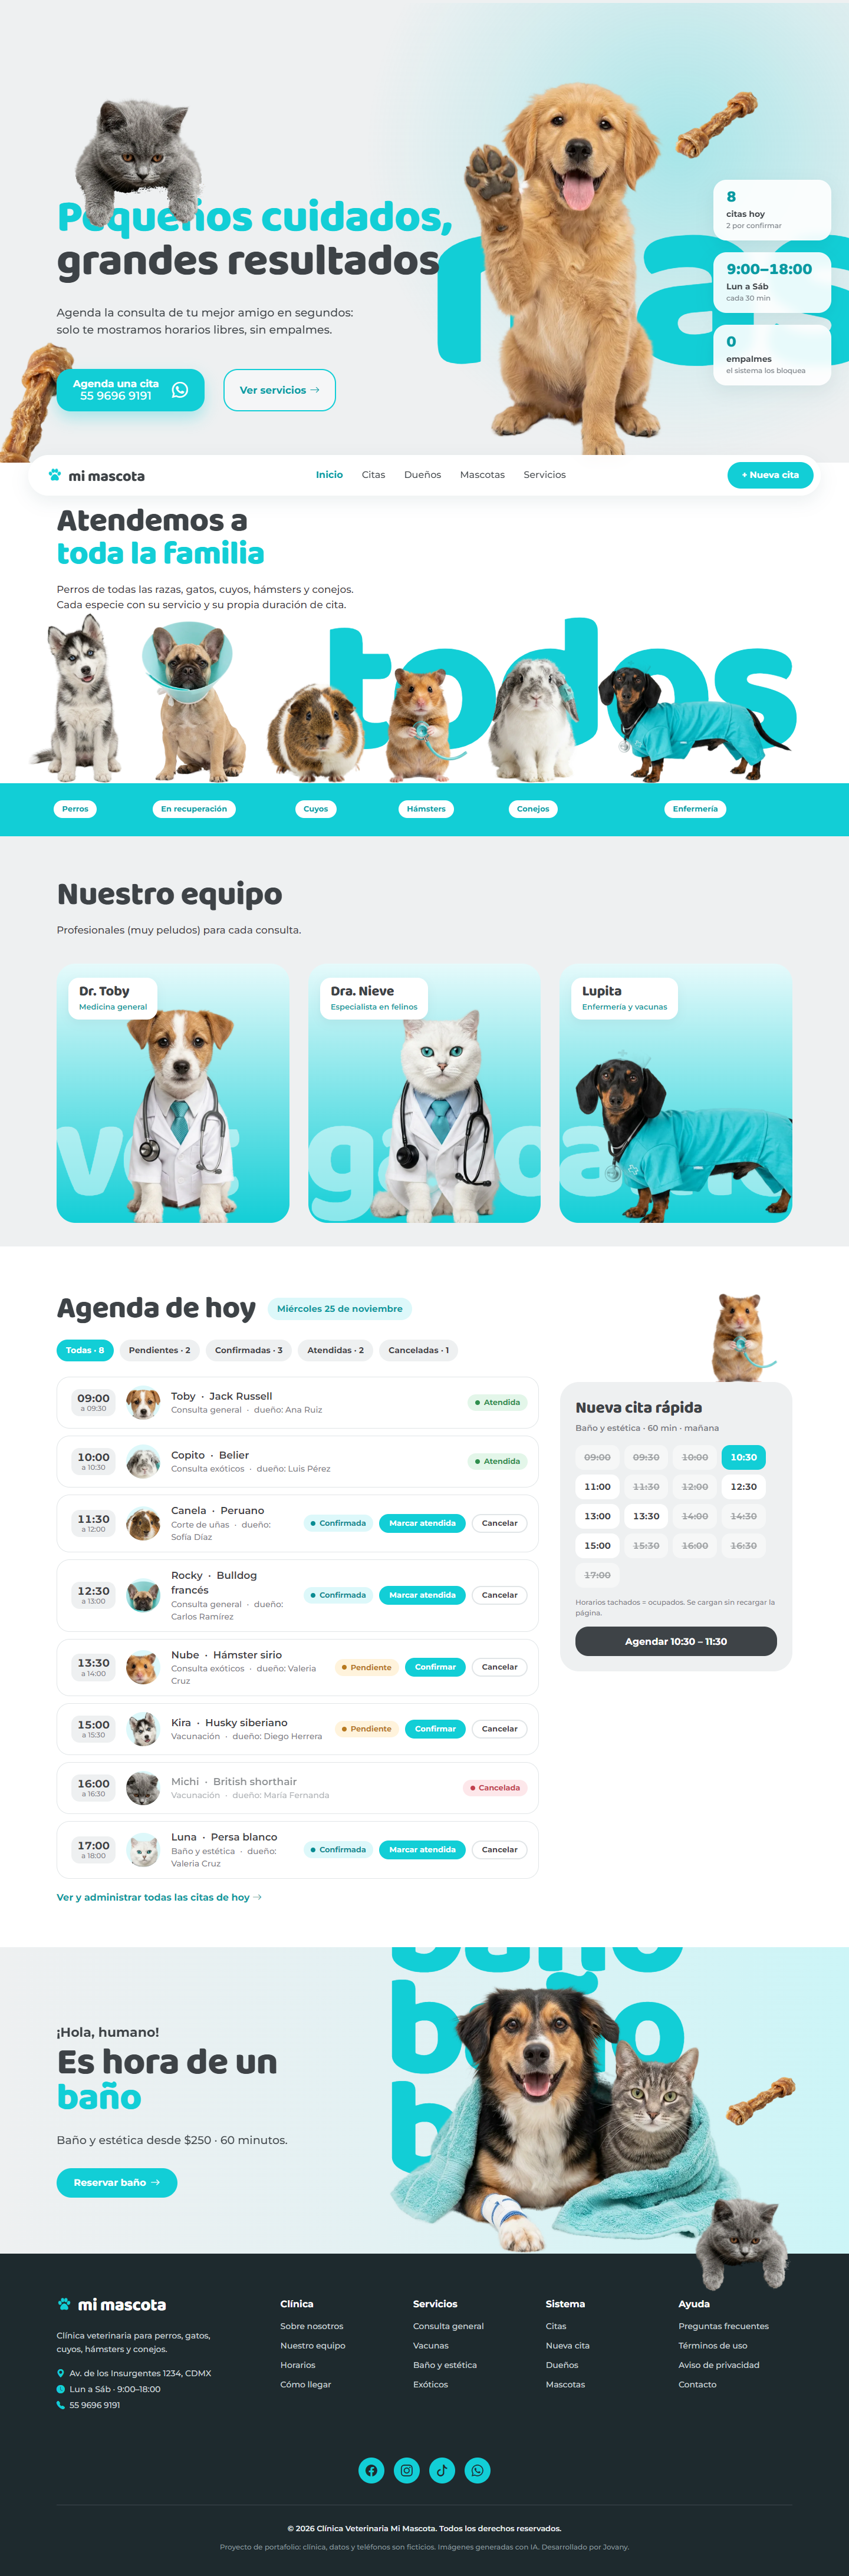 Pequeños cuidados,
grandes resultados
Agenda la consulta de tu mejor amigo en segundos:
solo te mostramos horarios libres, sin empalmes.
Agenda una cita
55 9696 9191
Ver servicios →
8
citas hoy
2 por confirmar
9:00–18:00
Lun a Sáb
cada 30 min
0
empalmes
el sistema los bloquea
mi mascota
Inicio
Citas
Dueños
Mascotas
Servicios
+ Nueva cita
Atendemos a
toda la familia
Perros de todas las razas, gatos, cuyos, hámsters y conejos.
Cada especie con su servicio y su propia duración de cita.
todos
Perros
En recuperación
Cuyos
Hámsters
Conejos
Enfermería
Nuestro equipo
Profesionales (muy peludos) para cada consulta.
Dr. Toby
Medicina general
Dra. Nieve
Especialista en felinos
Lupita
Enfermería y vacunas
Agenda de hoy
Miércoles 25 de noviembre
Todas · 8
Pendientes · 2
Confirmadas · 3
Atendidas · 2
Canceladas · 1
09:00
a 09:30
Toby · Jack Russell
Consulta general · dueño: Ana Ruiz
Atendida
10:00
a 10:30
Copito · Belier
Consulta exóticos · dueño: Luis Pérez
Atendida
11:30
a 12:00
Canela · Peruano
Corte de uñas · dueño:
Sofía Díaz
Confirmada
Marcar atendida
Cancelar
12:30
a 13:00
Rocky · Bulldog
francés
Consulta general · dueño:
Carlos Ramírez
Confirmada
Marcar atendida
Cancelar
13:30
a 14:00
Nube · Hámster sirio
Consulta exóticos · dueño: Valeria
Cruz
Pendiente
Confirmar
Cancelar
15:00
a 15:30
Kira · Husky siberiano
Vacunación · dueño: Diego Herrera
Pendiente
Confirmar
Cancelar
16:00
a 16:30
Michi · British shorthair
Vacunación · dueño: María Fernanda
Cancelada
17:00
a 18:00
Luna · Persa blanco
Baño y estética · dueño:
Valeria Cruz
Confirmada
Marcar atendida
Cancelar
Ver y administrar todas las citas de hoy →
Nueva cita rápida
Baño y estética · 60 min · mañana
09:00 09:30 10:00 10:30
11:00 11:30 12:00 12:30
13:00 13:30 14:00 14:30
15:00 15:30 16:00 16:30
17:00
Horarios tachados = ocupados. Se cargan sin recargar la
página.
Agendar 10:30 – 11:30
¡Hola, humano!
Es hora de un
baño
Baño y estética desde $250 · 60 minutos.
Reservar baño →
mi mascota
Clínica veterinaria para perros, gatos,
cuyos, hámsters y conejos.
Av. de los Insurgentes 1234, CDMX
Lun a Sáb · 9:00–18:00
55 9696 9191
Clínica
Sobre nosotros
Nuestro equipo
Horarios
Cómo llegar
Servicios
Consulta general
Vacunas
Baño y estética
Exóticos
Sistema
Citas
Nueva cita
Dueños
Mascotas
Ayuda
Preguntas frecuentes
Términos de uso
Aviso de privacidad
Contacto
© 2026 Clínica Veterinaria Mi Mascota. Todos los derechos reservados.
Proyecto de portafolio: clínica, datos y teléfonos son ficticios. Imágenes generadas con IA. Desarrollado por Jovany.